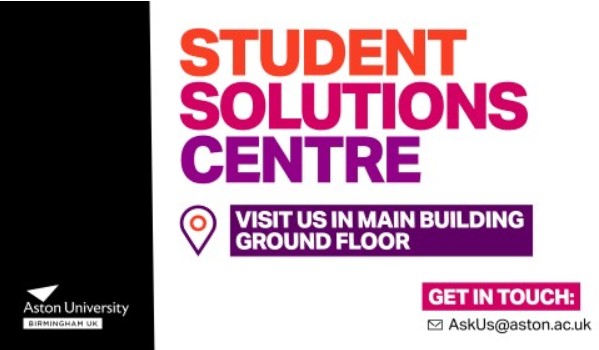 STUDENT
SOLUTIONS
CENTRE
VISIT US IN MAIN BUILDING
GROUND FLOOR
Aston University
BIRMINGHAM UK
GET IN TOUCH:
AskUs@aston.ac.uk